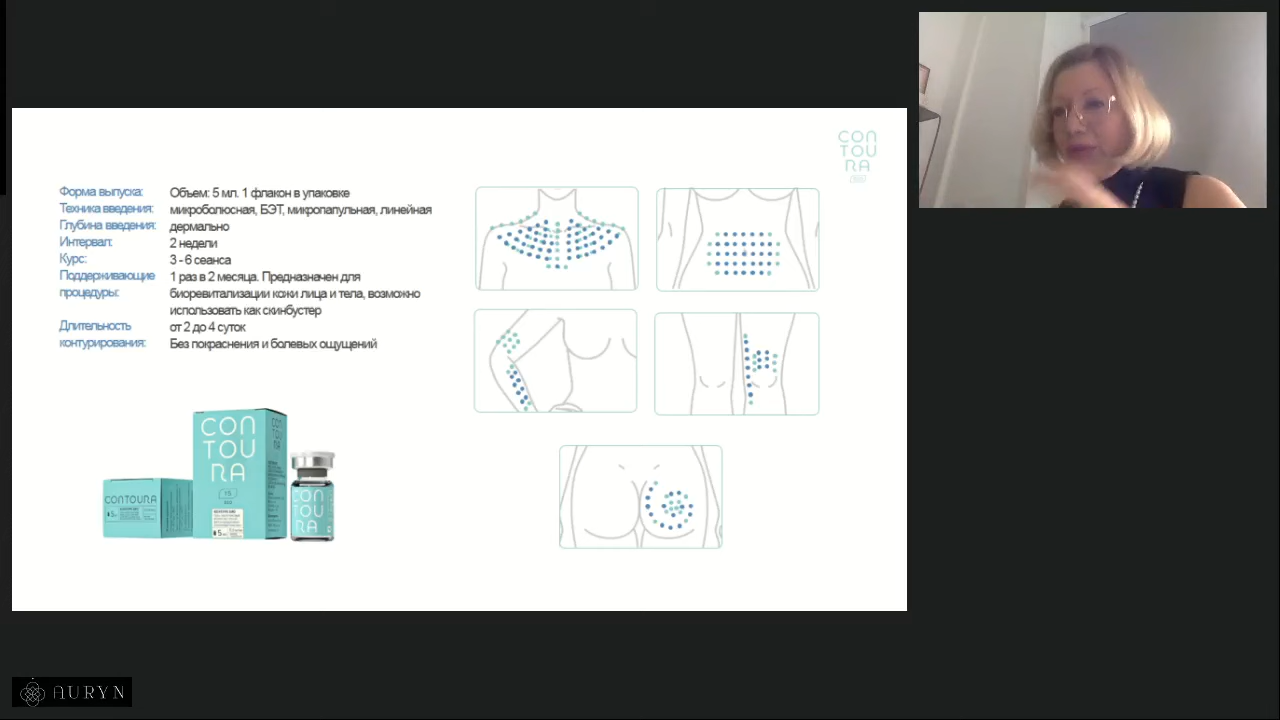 CON
TOU
RA
Форма выпуска: Объем: 5 мл. 1 флакон в упаковке
Техника введения: микроболюсная, БЭТ, микропапульная, линейная
Глубина введения: дермально
Интервал: 2 недели
Курс: 3 - 6 сеанса
Поддерживающие 1 раз в 2 месяца. Предназначен для
процедуры: биоревитализации кожи лица и тела, возможно
использовать как скинбустер
Длительность от 2 до 4 суток
контурирования: Без покраснения и болевых ощущений
CON
TOU
RA
CONTOURA
CON
TOU
RA
AURYN